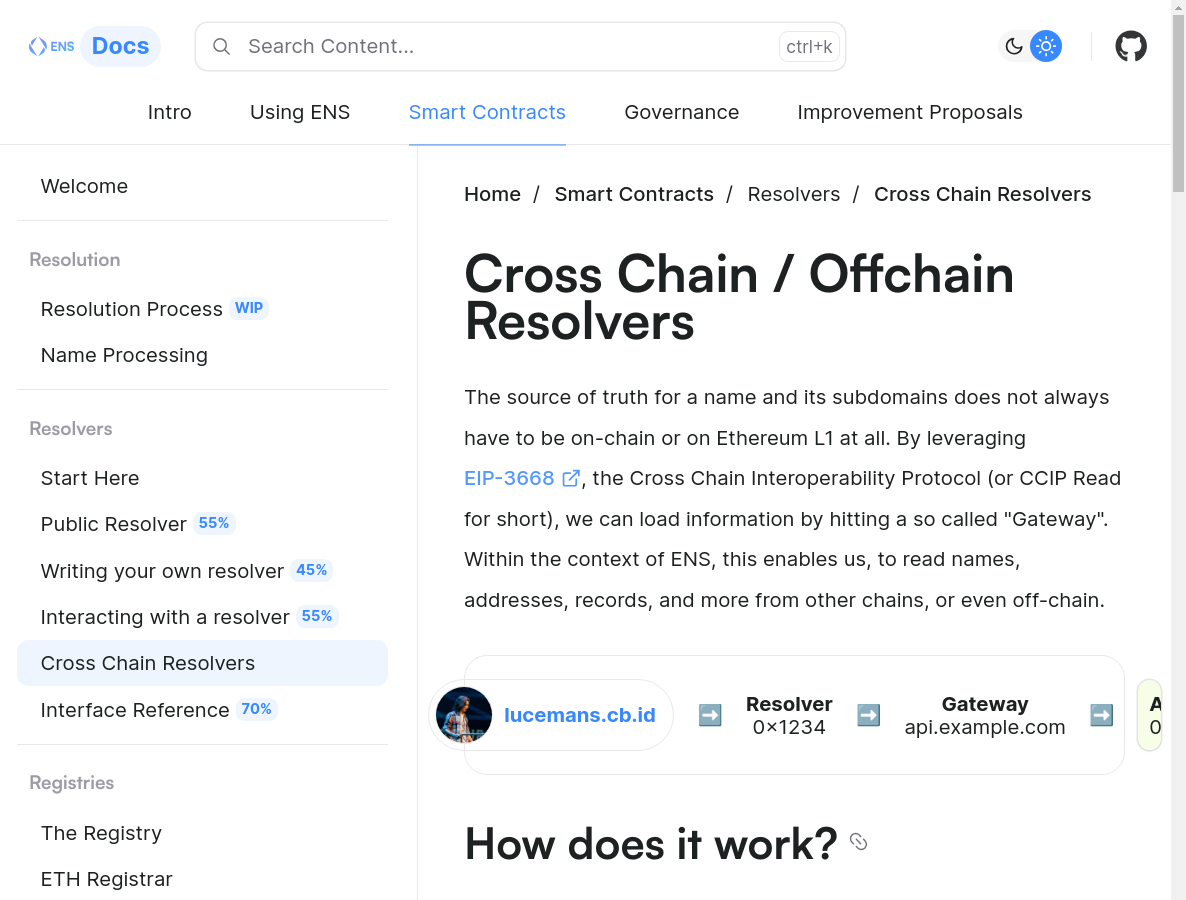 ENS Docs
Search Content... ctrl+k
Intro Using ENS Smart Contracts Governance Improvement Proposals
Welcome
Resolution
Resolution Process WIP
Name Processing
Resolvers
Start Here
Public Resolver 55%
Writing your own resolver 45%
Interacting with a resolver 55%
Cross Chain Resolvers
Interface Reference 70%
Registries
The Registry
ETH Registrar
Home / Smart Contracts / Resolvers / Cross Chain Resolvers
Cross Chain / Offchain
Resolvers
The source of truth for a name and its subdomains does not always
have to be on-chain or on Ethereum L1 at all. By leveraging
EIP-3668, the Cross Chain Interoperability Protocol (or CCIP Read
for short), we can load information by hitting a so called "Gateway".
Within the context of ENS, this enables us, to read names,
addresses, records, and more from other chains, or even off-chain.
lucemans.cb.id ➡️ Resolver ➡️ Gateway ➡️ A
0x1234 api.example.com 0
How does it work?